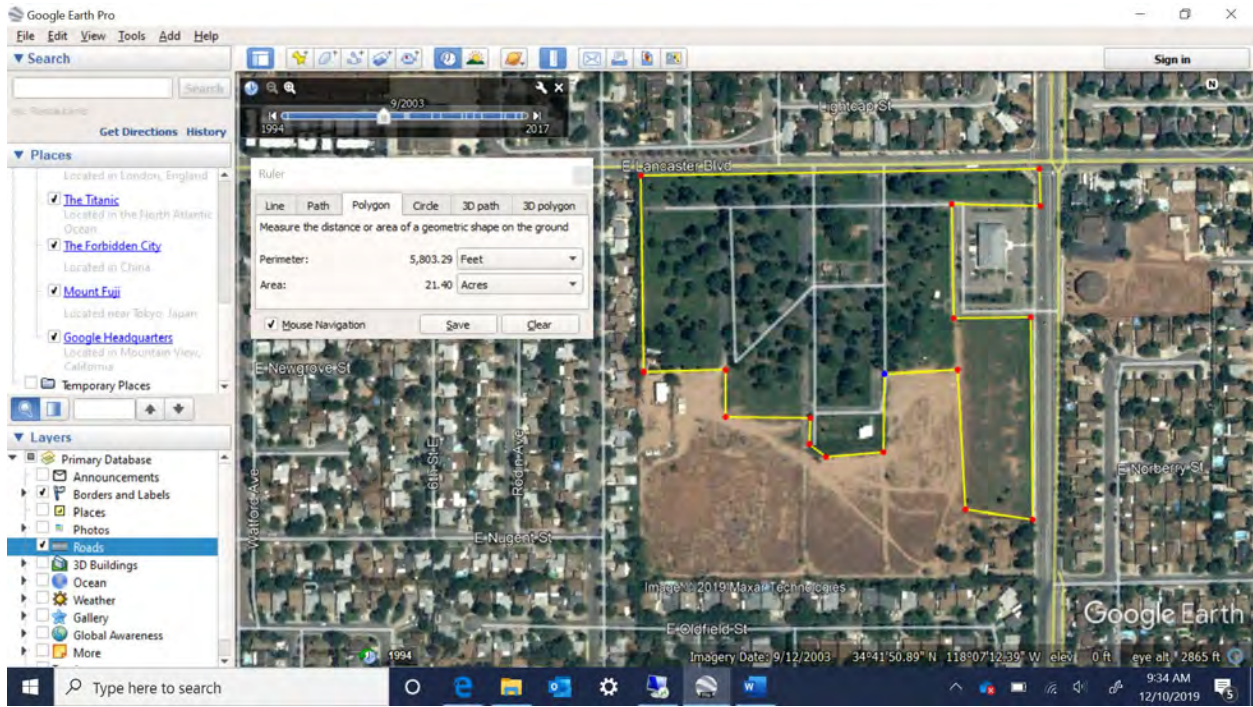 Google Earth Pro
File Edit View Tools Add Help
Search
Sign in
Search
Get Directions History
9/2003
1994
2017
Places
Located in London, England
The Titanic
Located in the North Atlantic
Ocean
The Forbidden City
Located in China
Mount Fuji
Located near Tokyo, Japan
Google Headquarters
Located in Mountain View,
California
Temporary Places
Ruler
Line Path Polygon Circle 3D path 3D polygon
Measure the distance or area of a geometric shape on the ground
Perimeter: 5,803.29 Feet
Area: 21.40 Acres
Mouse Navigation Save Clear
Layers
Primary Database
Announcements
Borders and Labels
Places
Photos
Roads
3D Buildings
Ocean
Weather
Gallery
Global Awareness
More
N
Lightcap St
E Lancaster Blvd
E Newgrove St
Watford Ave
6th St E
Rodin Ave
E Norberry St
E Nugent St
Image © 2019 Maxar Technologies
E Oldfield St
Google Earth
1994
Imagery Date: 9/12/2003 34°41'50.89" N 118°07'12.39" W elev 0 ft eye alt 2865 ft
Type here to search
9:34 AM
12/10/2019
5